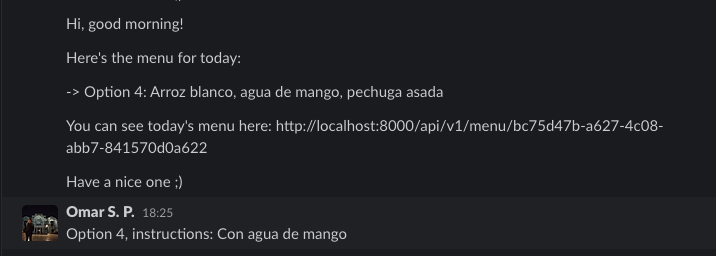 Hi, good morning!
Here's the menu for today:
-> Option 4: Arroz blanco, agua de mango, pechuga asada
You can see today's menu here: http://localhost:8000/api/v1/menu/bc75d47b-a627-4c08-
abb7-841570d0a622
Have a nice one ;)
Omar S. P. 18:25
Option 4, instructions: Con agua de mango